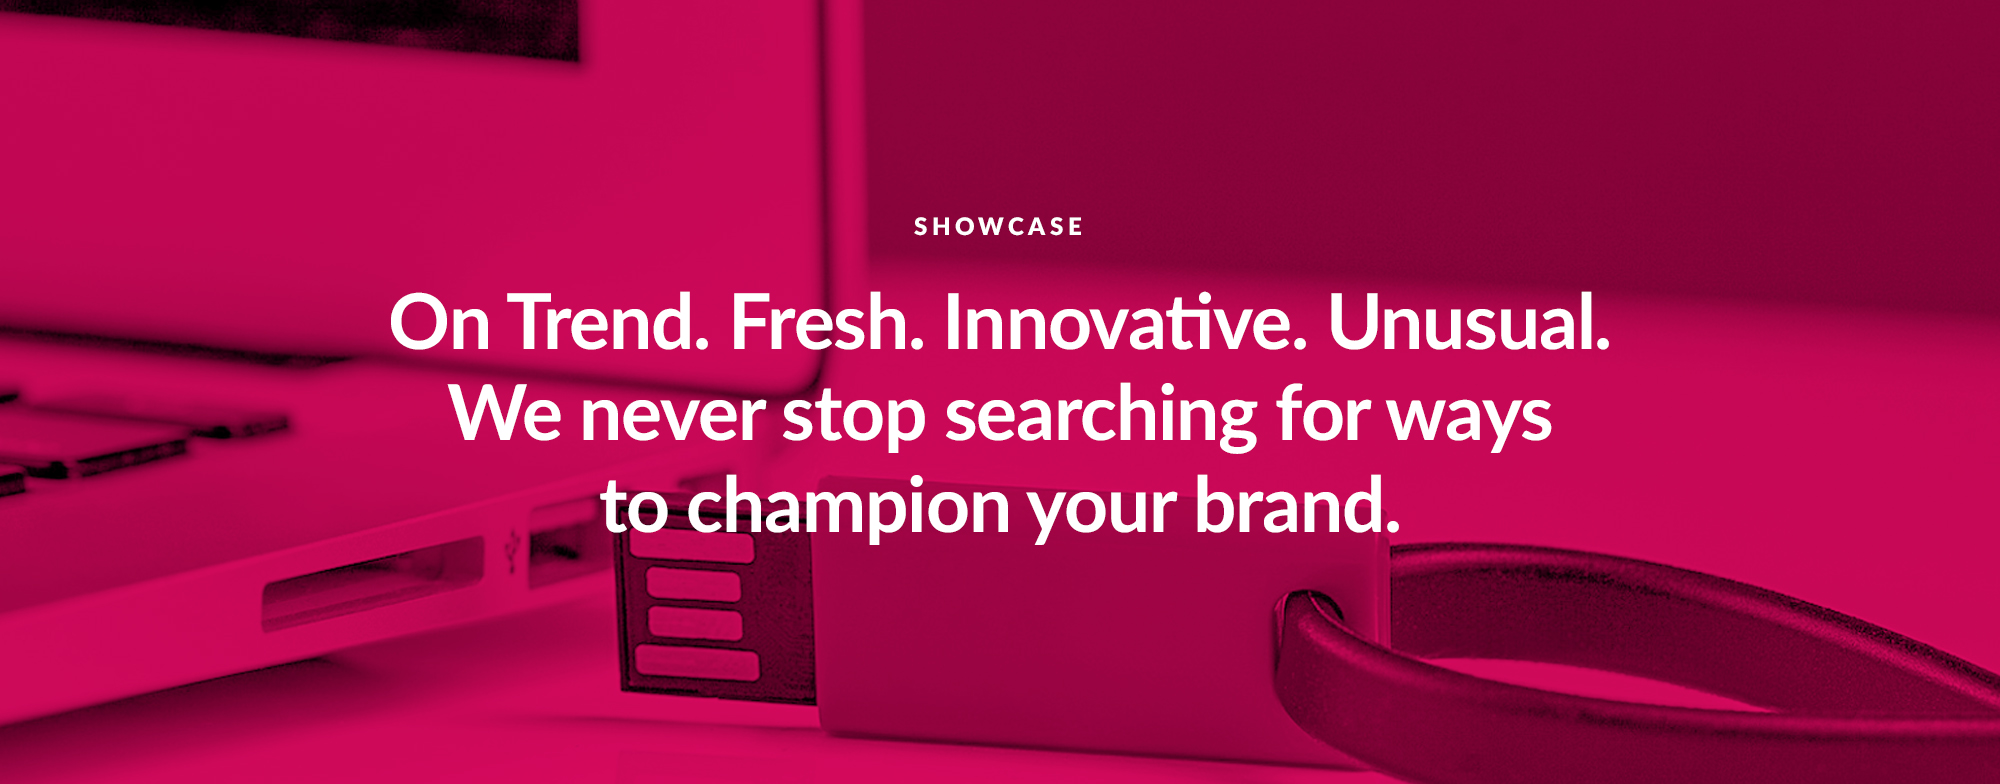 SHOWCASE
On Trend. Fresh. Innovative. Unusual.
We never stop searching for ways
to champion your brand.